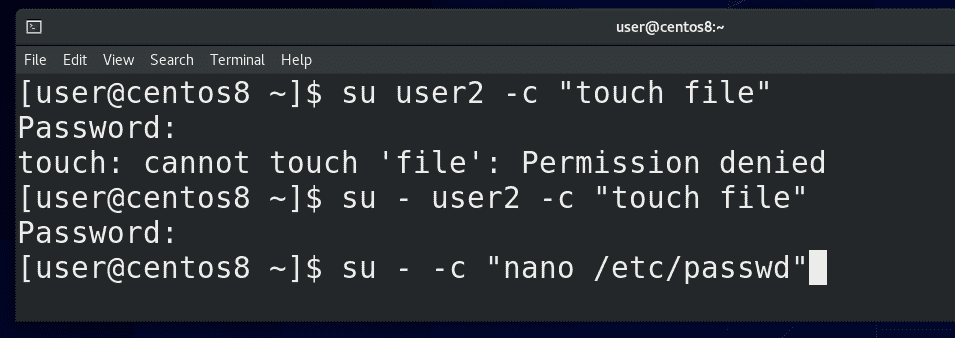 user@centos8:~
File Edit View Search Terminal Help
[user@centos8 ~]$ su user2 -c "touch file"
Password:
touch: cannot touch 'file': Permission denied
[user@centos8 ~]$ su - user2 -c "touch file"
Password:
[user@centos8 ~]$ su - -c "nano /etc/passwd"